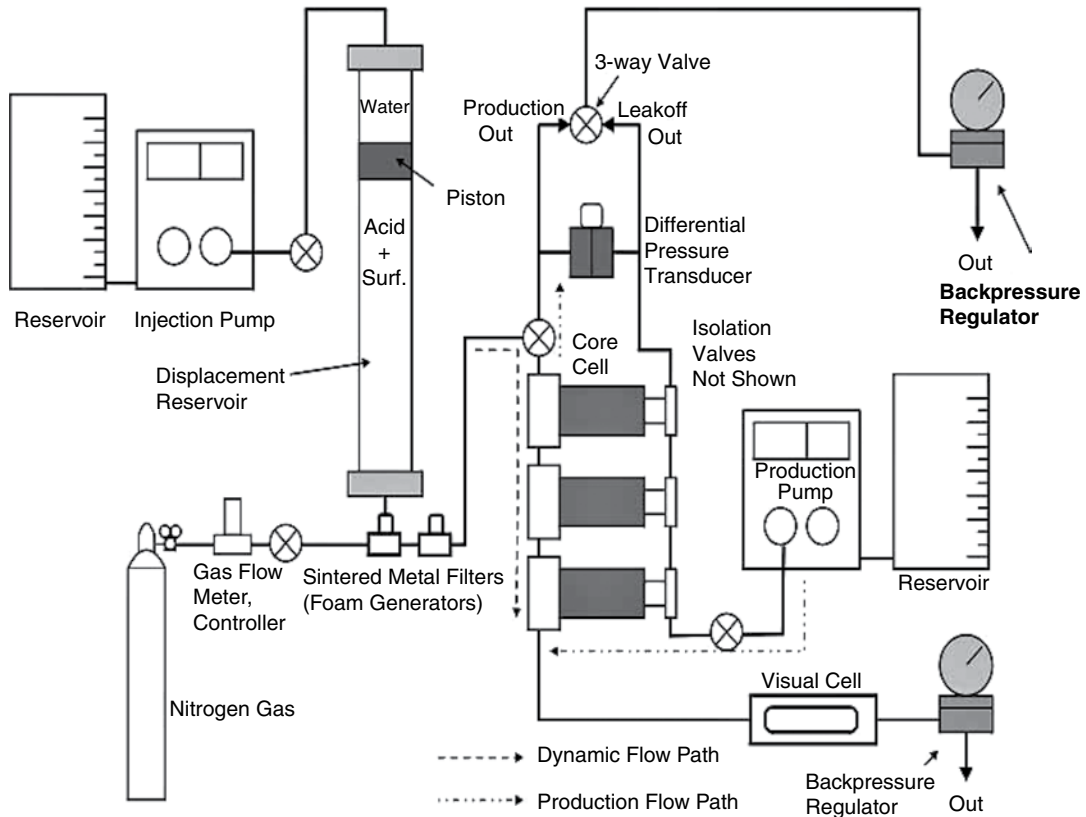 3-way Valve
Production
Out
Leakoff
Out
Water
Piston
Acid
+
Surf.
Differential
Pressure
Transducer
Out
Backpressure
Regulator
Reservoir
Injection Pump
Displacement
Reservoir
Core
Cell
Isolation
Valves
Not Shown
Production
Pump
Reservoir
Gas Flow
Meter,
Controller
Sintered Metal Filters
(Foam Generators)
Nitrogen Gas
Visual Cell
Dynamic Flow Path
Production Flow Path
Backpressure
Regulator
Out